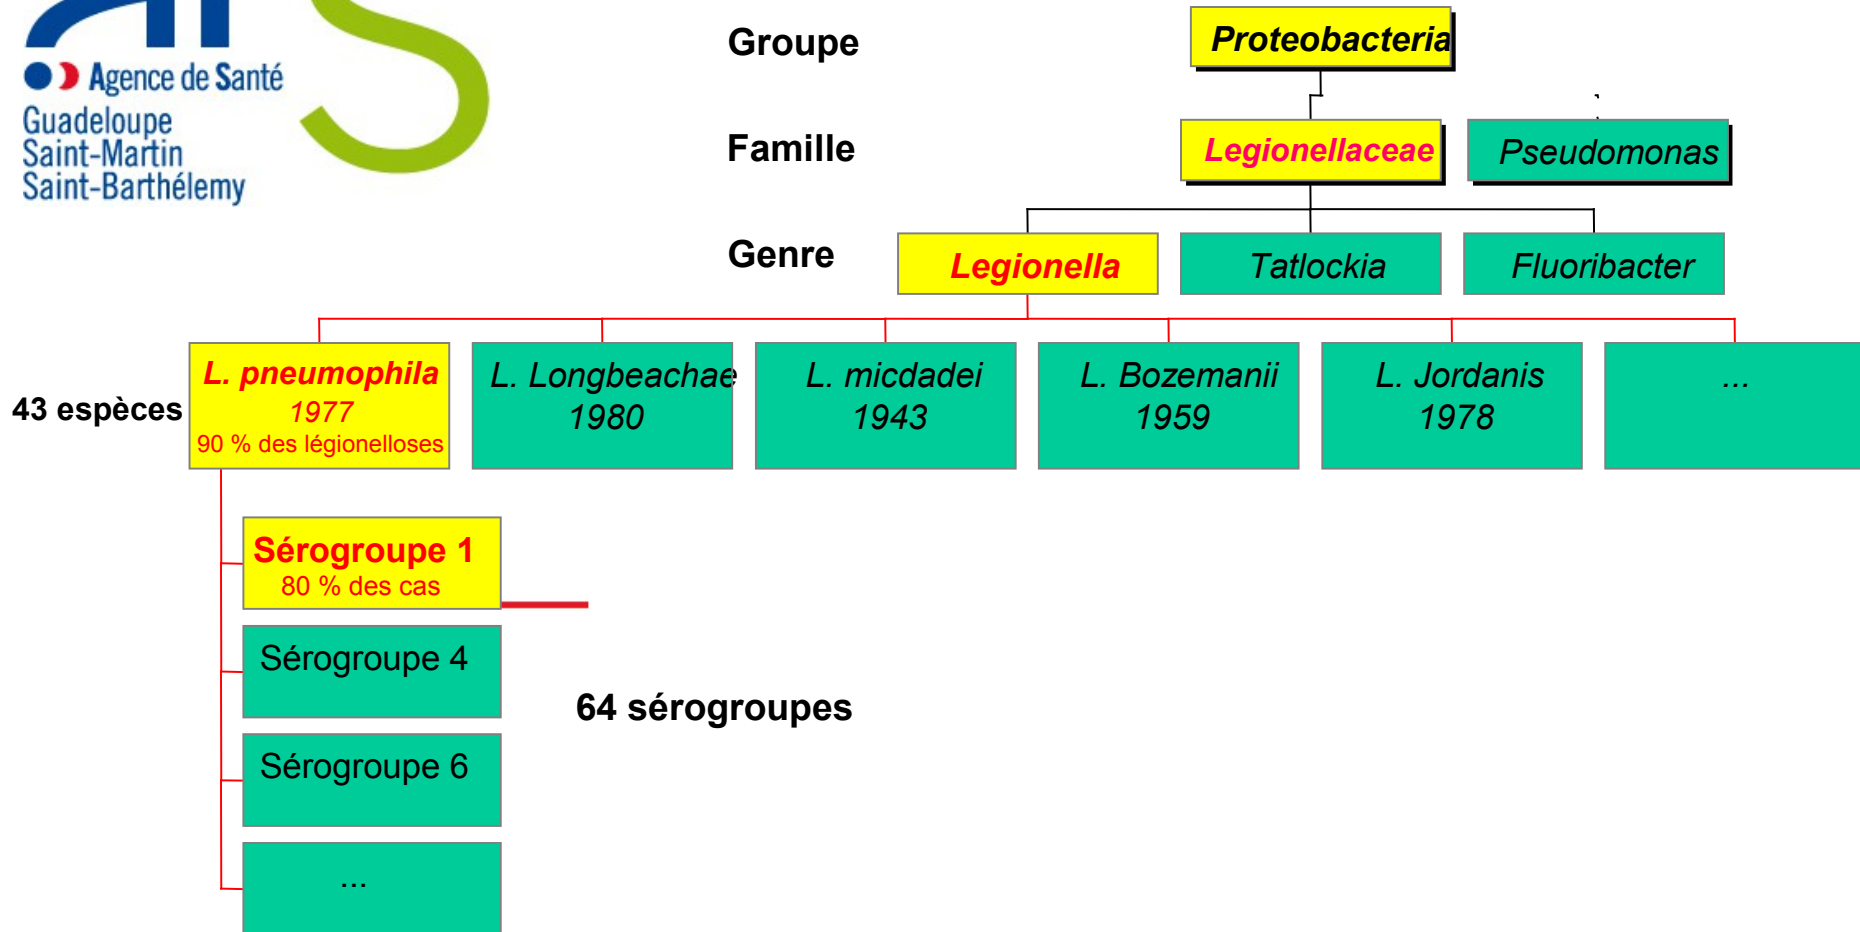 Agence de Santé
Guadeloupe
Saint-Martin
Saint-Barthélemy
Groupe
Proteobacteria
Famille
Legionellaceae
Pseudomonas
Genre
Legionella
Tatlockia
Fluoribacter
43 espèces
L. pneumophila
1977
90 % des légionelloses
L. Longbeachae
1980
L. micdadei
1943
L. Bozemanii
1959
L. Jordanis
1978
...
Sérogroupe 1
80 % des cas
Sérogroupe 4
Sérogroupe 6
...
64 sérogroupes